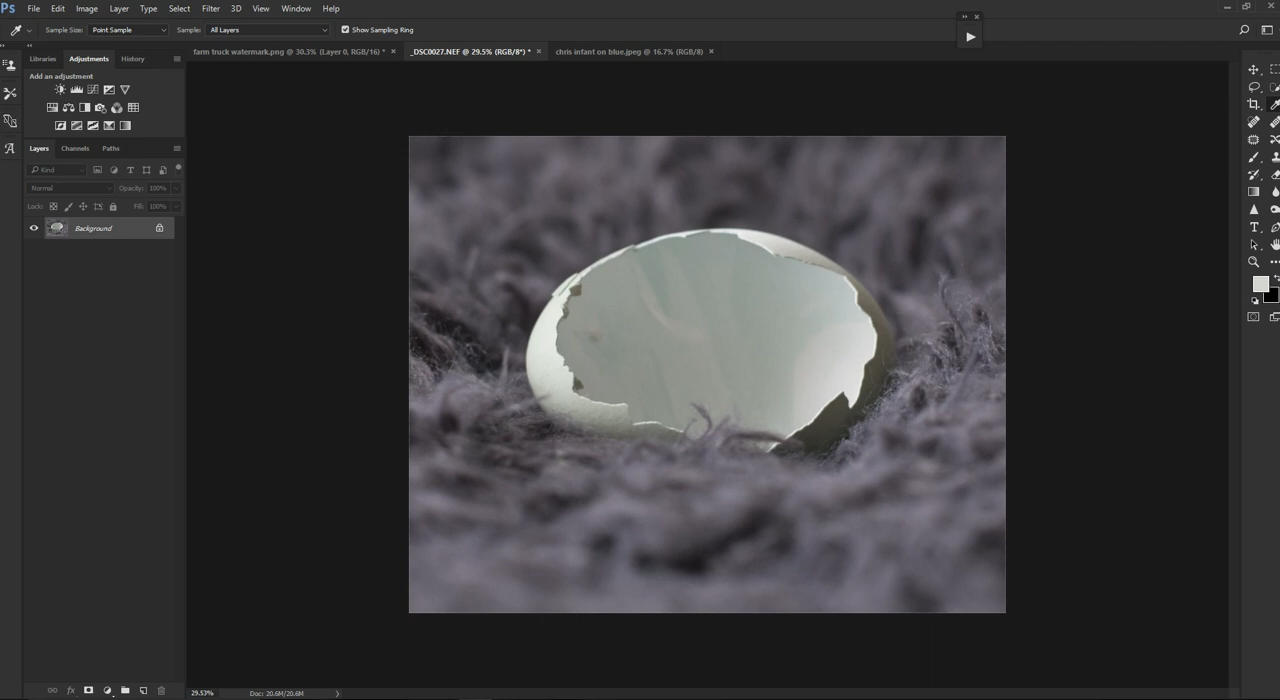 Ps File Edit Image Layer Type Select Filter 3D View Window Help
Sample Size: Point Sample Sample: All Layers Show Sampling Ring
farm truck watermark.png @ 30.3% (Layer 0, RGB/16) * × _DSC0027.NEF @ 29.5% (RGB/8*) * × chris infant on blue.jpeg @ 16.7% (RGB/8) ×
Libraries Adjustments History
Add an adjustment
Layers Channels Paths
Kind
Normal Opacity: 100%
Lock: Fill: 100%
Background
fx
29.53% Doc: 20.6M/20.6M